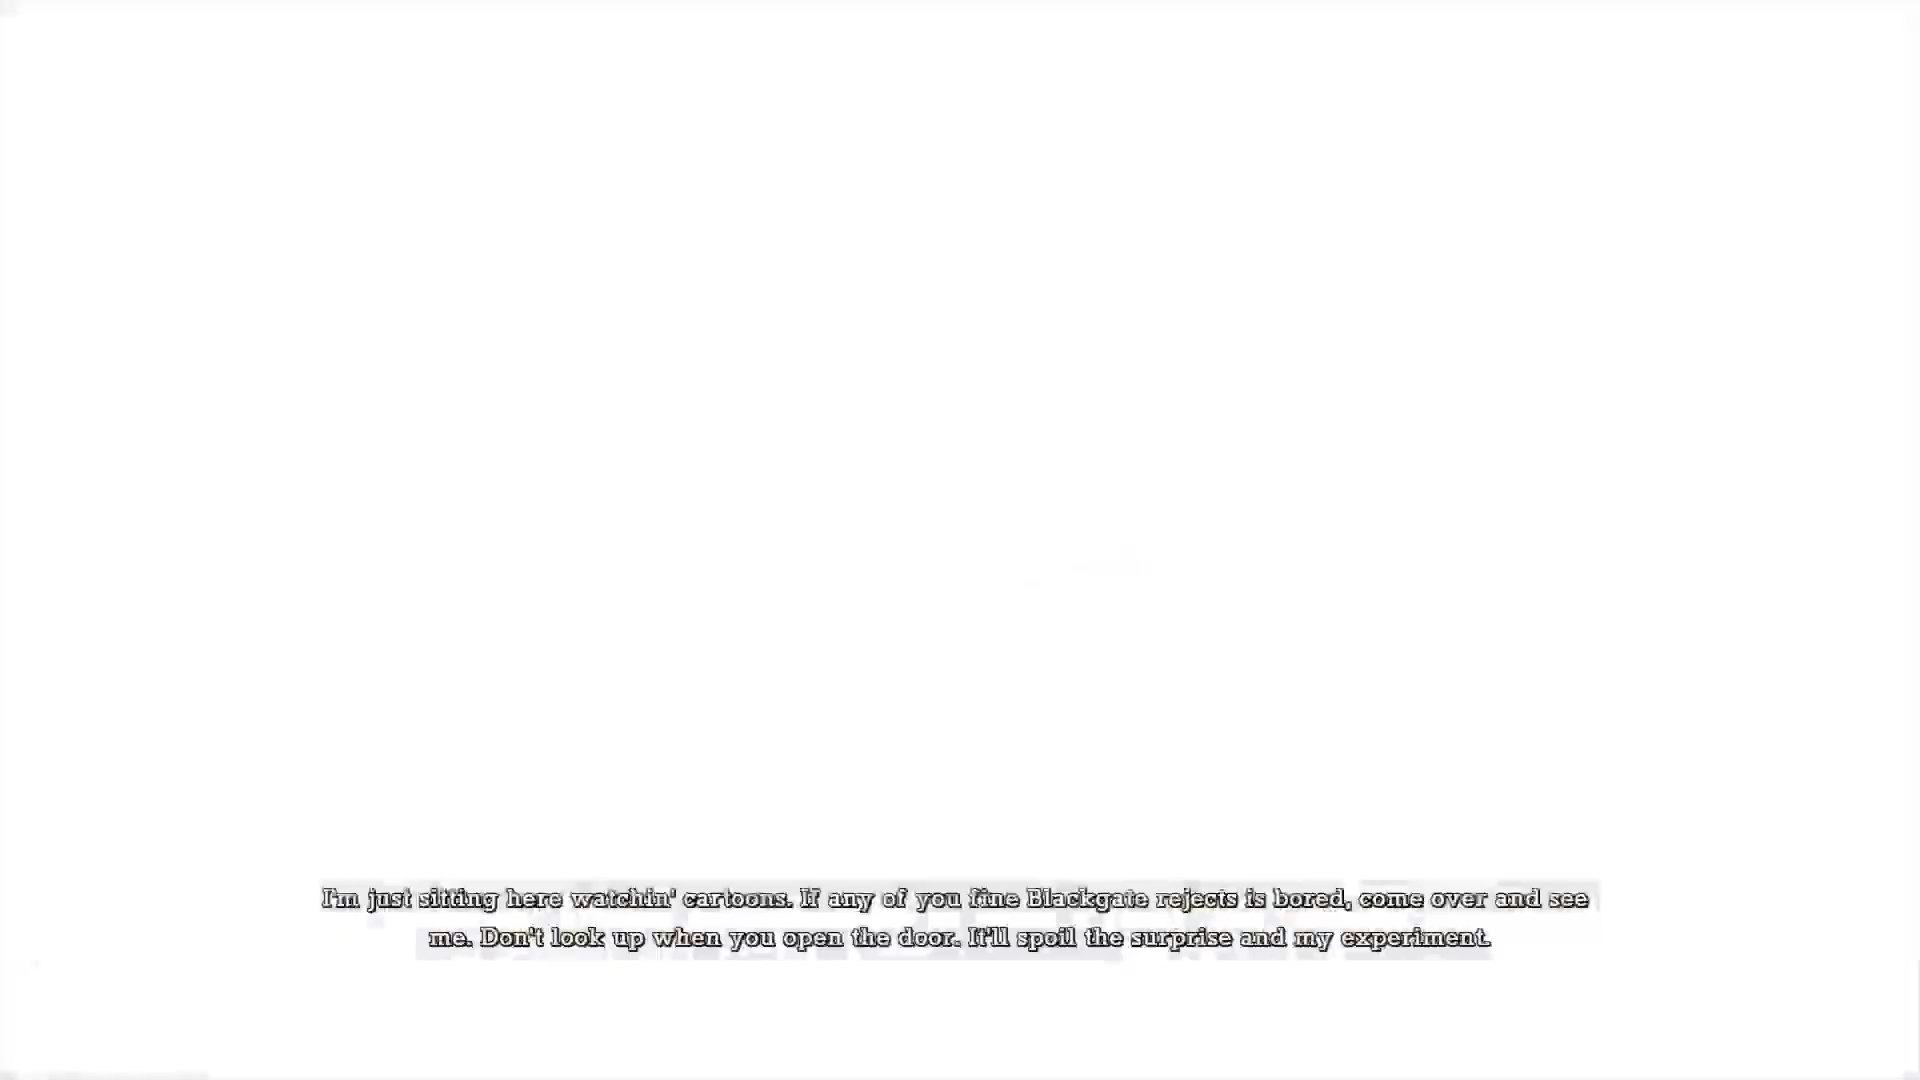 I'm just sitting here watchin' cartoons. If any of you fine Blackgate rejects is bored, come over and see
me. Don't look up when you open the door. It'll spoil the surprise and my experiment.